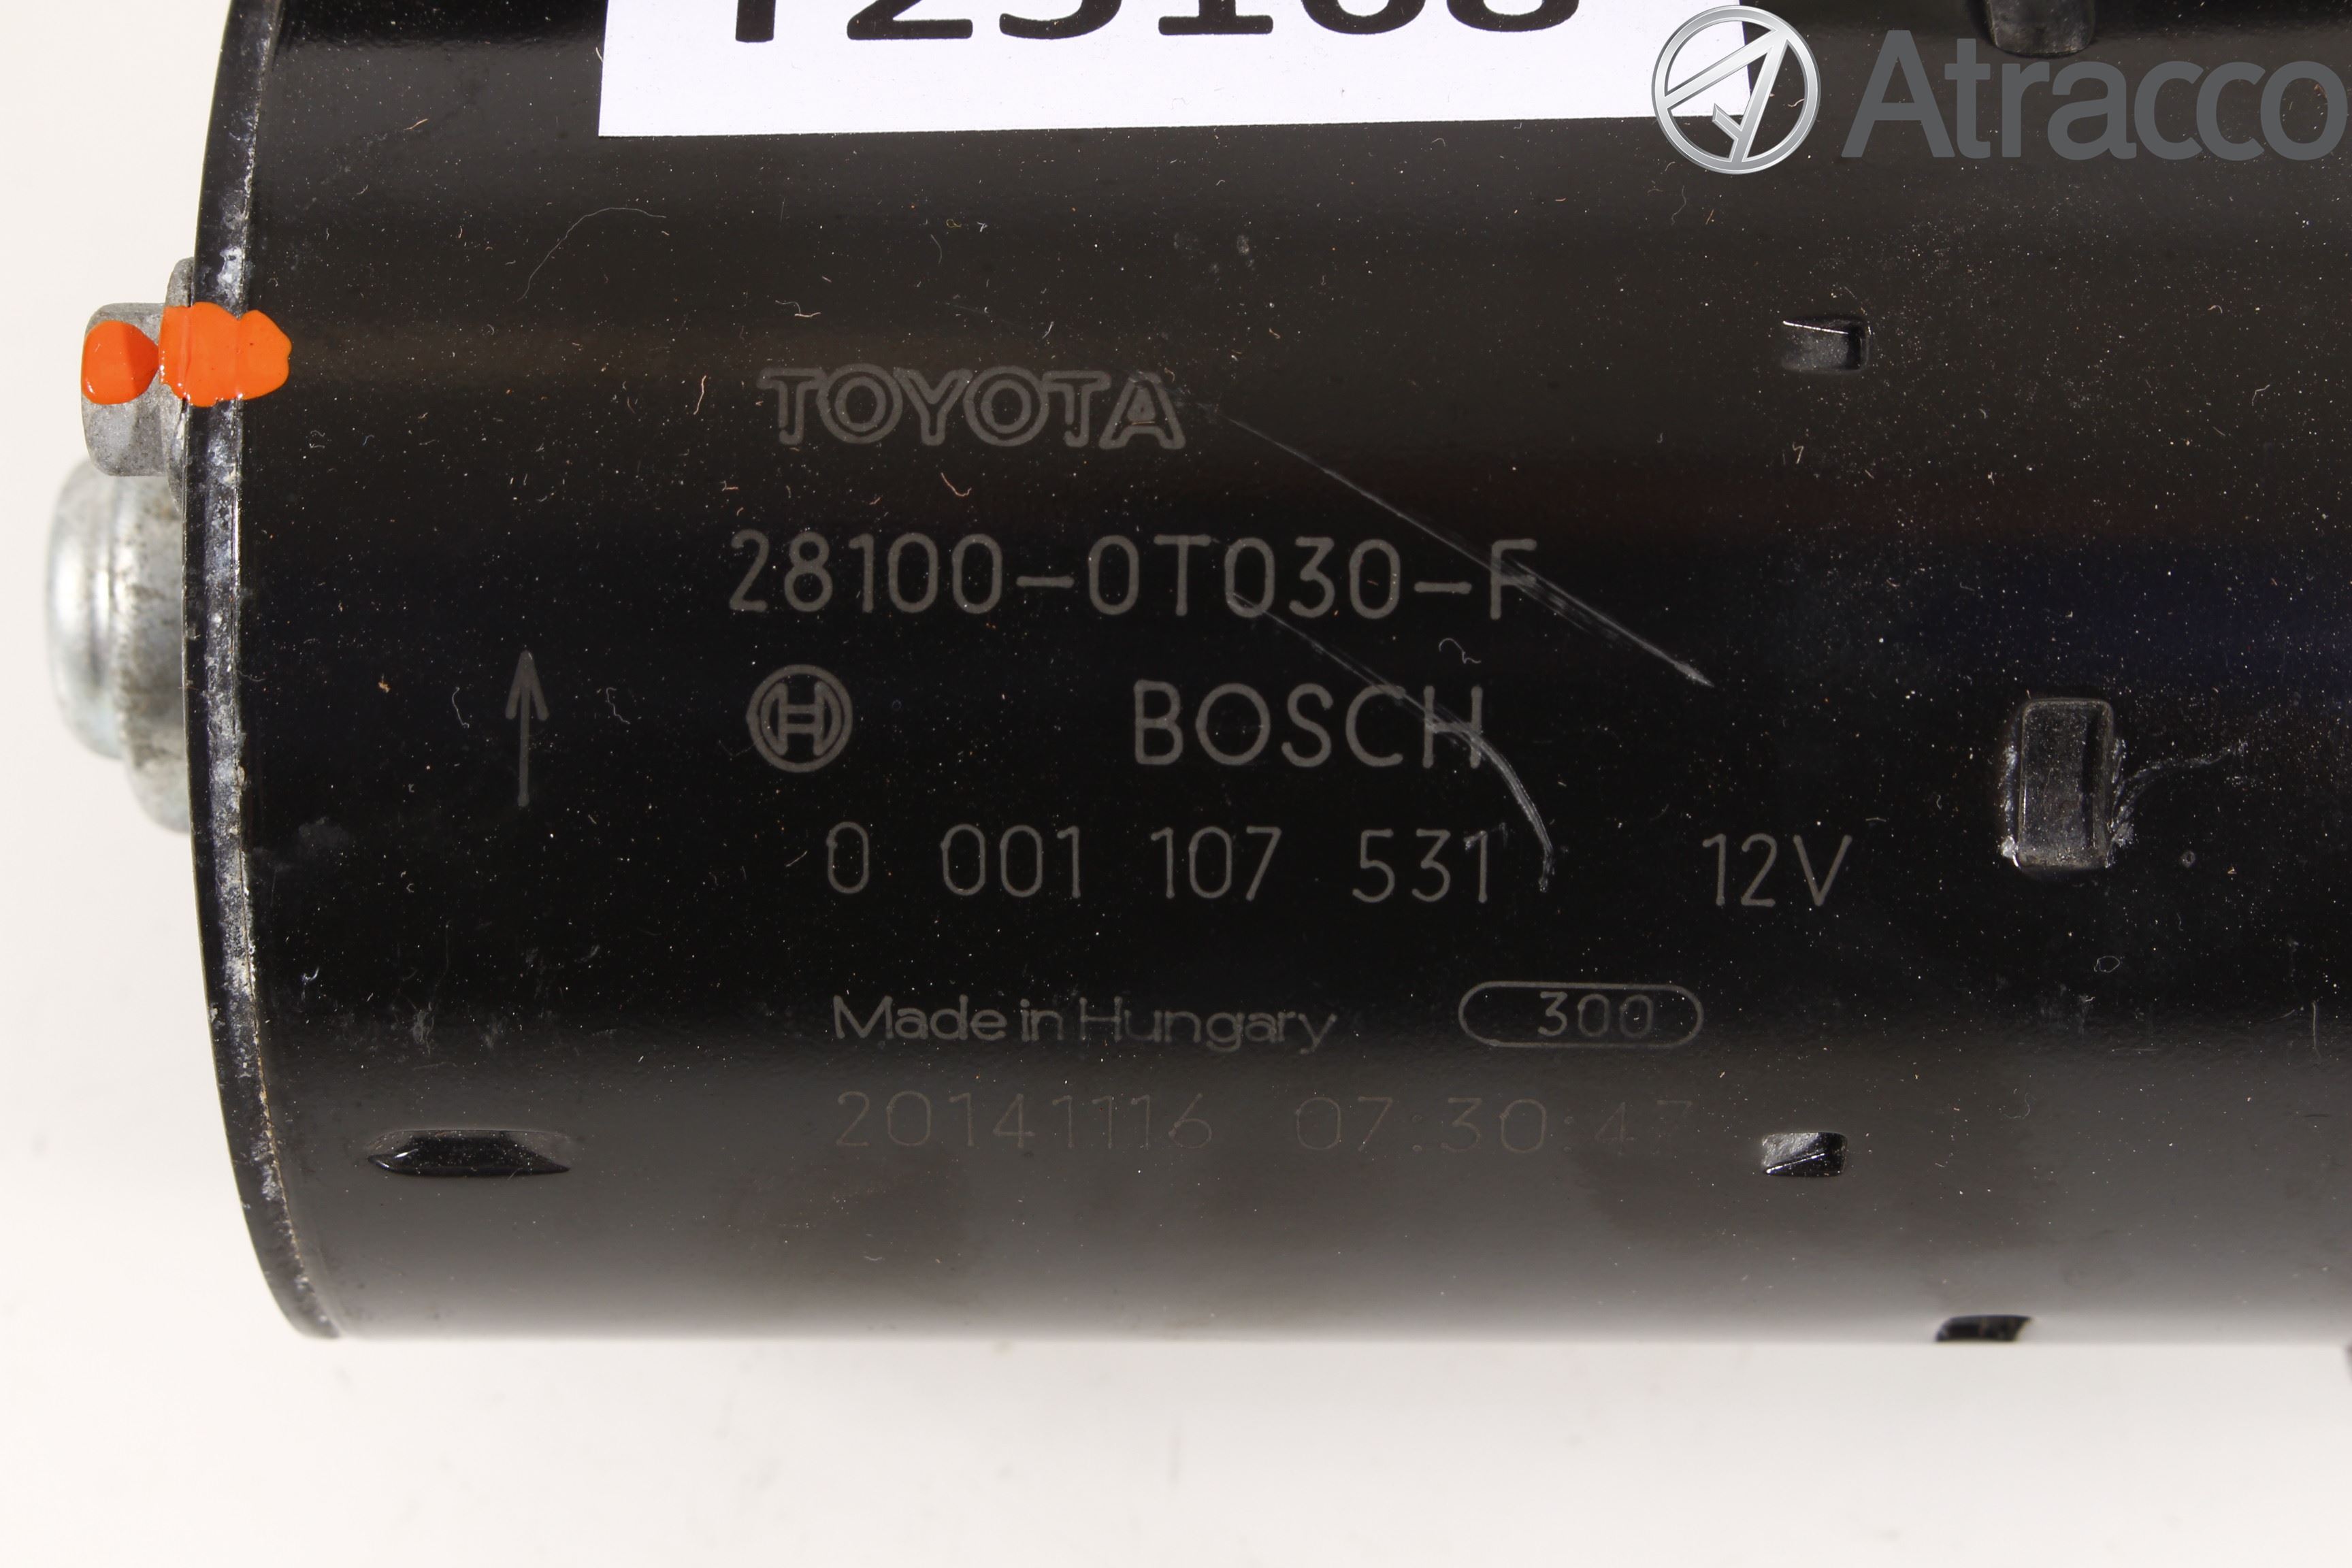 Atracco
TOYOTA
28100-0T030-F
BOSCH
0 001 107 531 12V
Made in Hungary 300
20141116 07:30:47